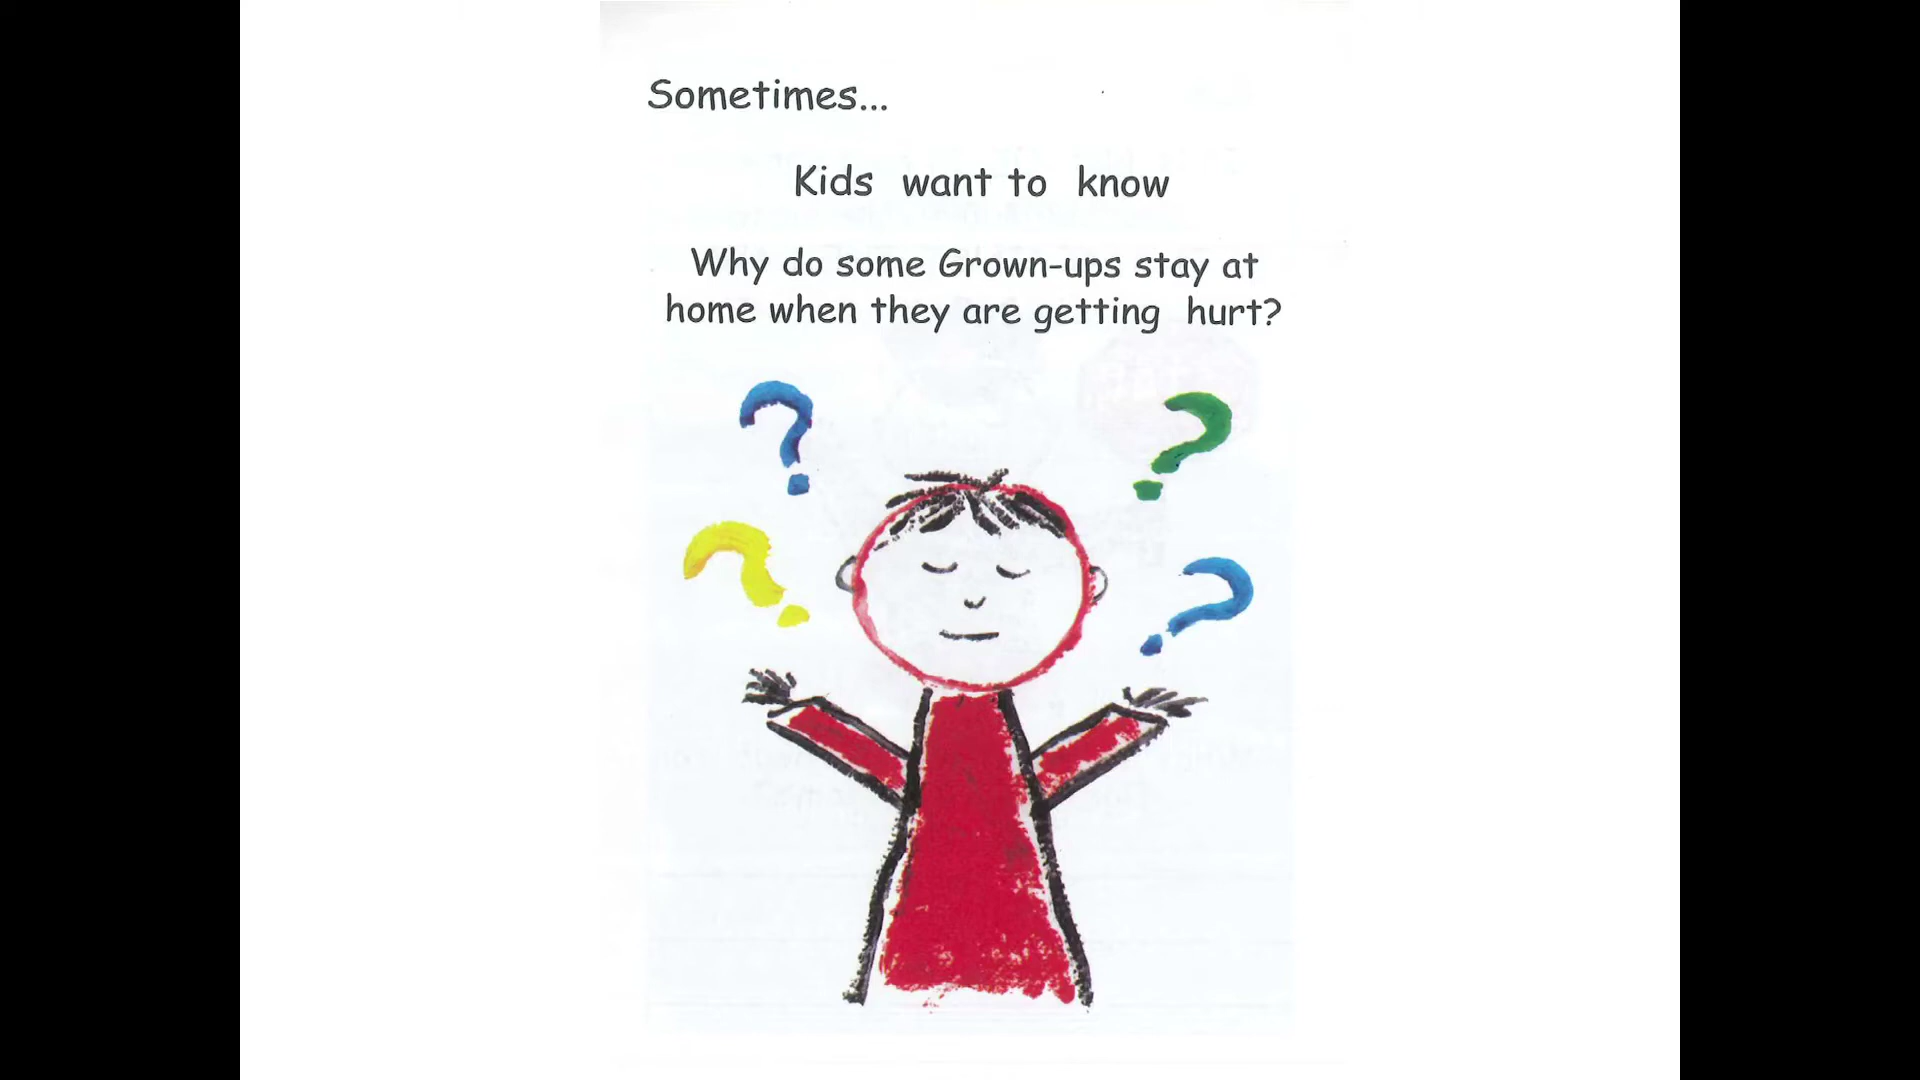 Sometimes...
Kids want to know
Why do some Grown-ups stay at
home when they are getting hurt?